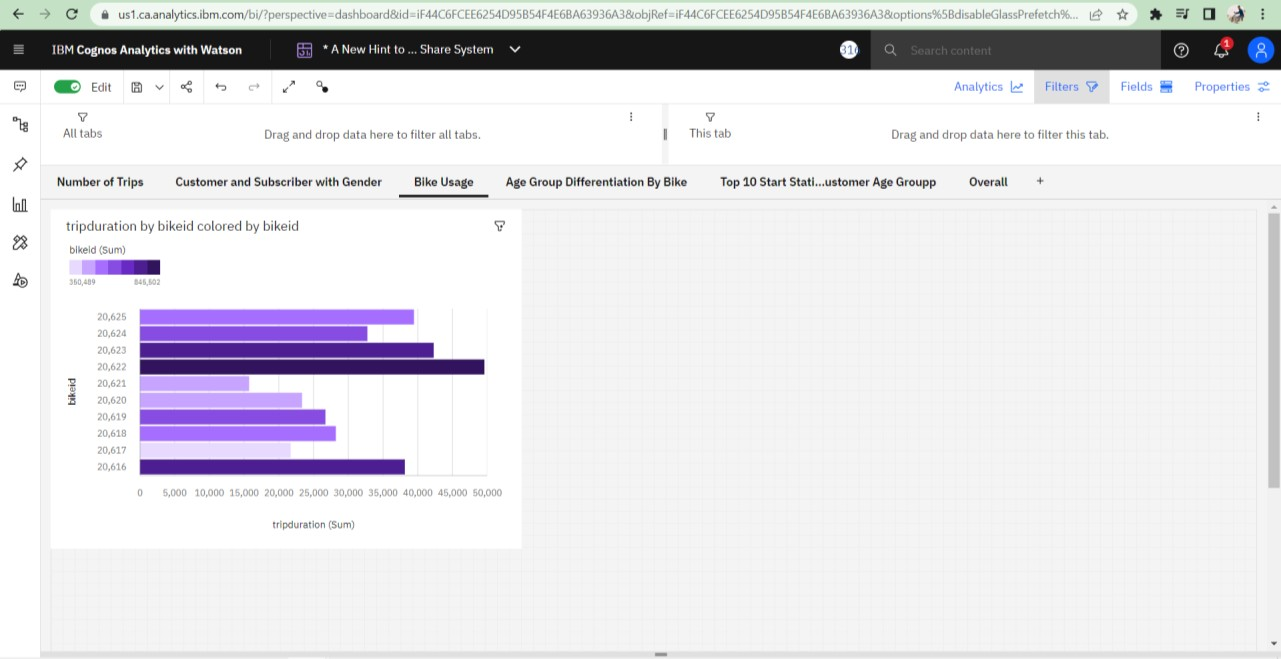 us1.ca.analytics.ibm.com/bi/?perspective=dashboard&id=iF44C6FCEE6254D95B54F4E6BA63936A3&objRef=iF44C6FCEE6254D95B54F4E6BA63936A3&options%5BdisableGlassPrefetch%...
IBM Cognos Analytics with Watson
* A New Hint to ... Share System
Search content
1
Edit
Analytics
Filters
Fields
Properties
All tabs
Drag and drop data here to filter all tabs.
This tab
Drag and drop data here to filter this tab.
Number of Trips
Customer and Subscriber with Gender
Bike Usage
Age Group Differentiation By Bike
Top 10 Start Stati...ustomer Age Groupp
Overall
+
tripduration by bikeid colored by bikeid
bikeid (Sum)
350,489 845,502
bikeid
20,625
20,624
20,623
20,622
20,621
20,620
20,619
20,618
20,617
20,616
0 5,000 10,000 15,000 20,000 25,000 30,000 35,000 40,000 45,000 50,000
tripduration (Sum)